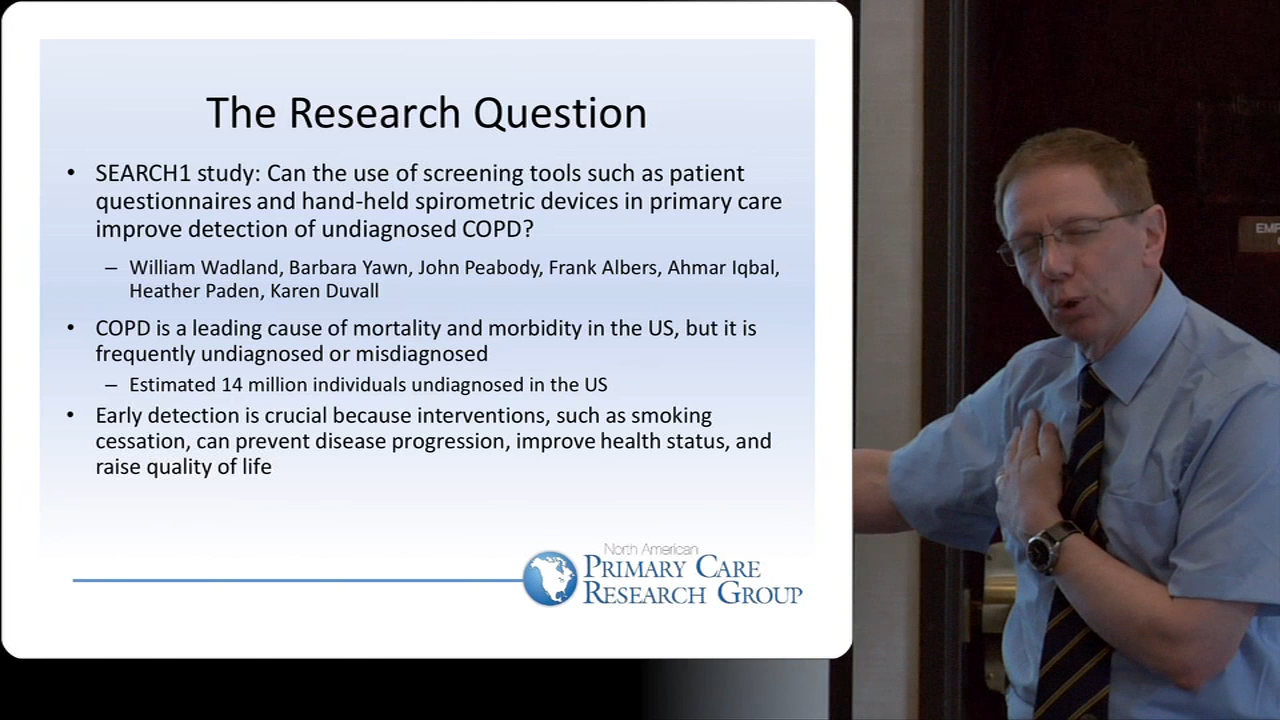 The Research Question
• SEARCH1 study: Can the use of screening tools such as patient
questionnaires and hand-held spirometric devices in primary care
improve detection of undiagnosed COPD?
– William Wadland, Barbara Yawn, John Peabody, Frank Albers, Ahmar Iqbal,
Heather Paden, Karen Duvall
• COPD is a leading cause of mortality and morbidity in the US, but it is
frequently undiagnosed or misdiagnosed
– Estimated 14 million individuals undiagnosed in the US
• Early detection is crucial because interventions, such as smoking
cessation, can prevent disease progression, improve health status, and
raise quality of life
North American
PRIMARY CARE
RESEARCH GROUP